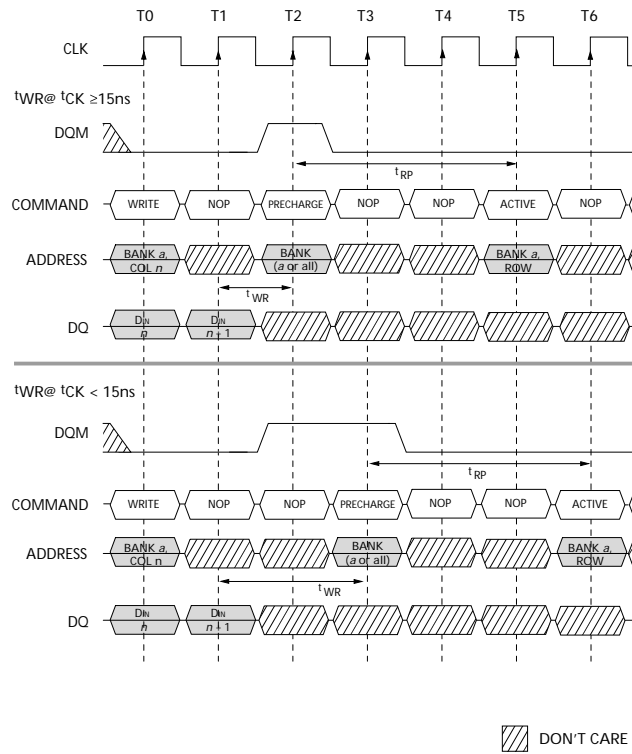 T0 T1 T2 T3 T4 T5 T6
CLK
tWR@ tCK ≥15ns
DQM
tRP
COMMAND WRITE NOP PRECHARGE NOP NOP ACTIVE NOP
ADDRESS BANK a, COL n BANK (a or all) BANK a, ROW
tWR
DQ DIN n DIN n + 1
tWR@ tCK < 15ns
DQM
tRP
COMMAND WRITE NOP NOP PRECHARGE NOP NOP ACTIVE
ADDRESS BANK a, COL n BANK (a or all) BANK a, ROW
tWR
DQ DIN n DIN n + 1
DON'T CARE